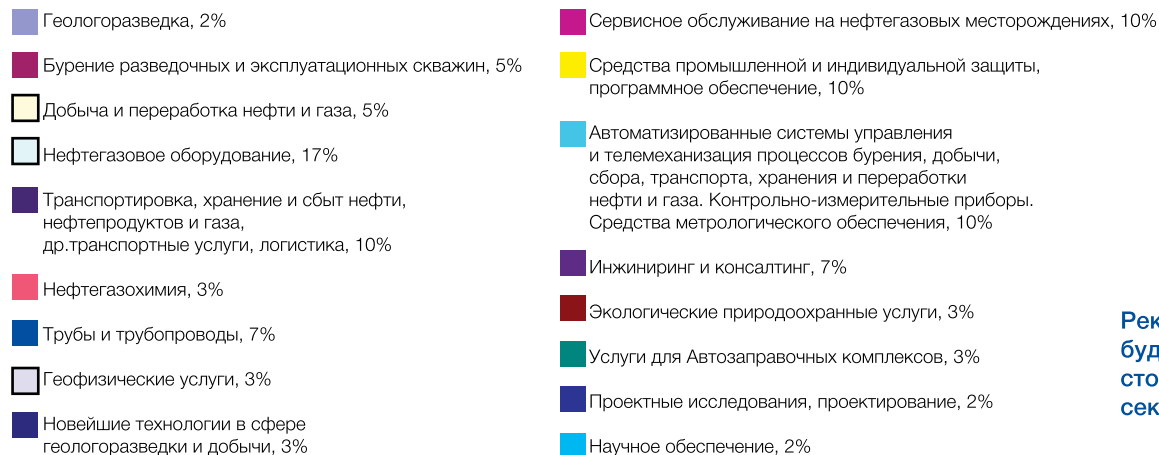 Геологоразведка, 2%
Бурение разведочных и эксплуатационных скважин, 5%
Добыча и переработка нефти и газа, 5%
Нефтегазовое оборудование, 17%
Транспортировка, хранение и сбыт нефти,
нефтепродуктов и газа,
др.транспортные услуги, логистика, 10%
Нефтегазохимия, 3%
Трубы и трубопроводы, 7%
Геофизические услуги, 3%
Новейшие технологии в сфере
геологоразведки и добычи, 3%
Сервисное обслуживание на нефтегазовых месторождениях, 10%
Средства промышленной и индивидуальной защиты,
программное обеспечение, 10%
Автоматизированные системы управления
и телемеханизация процессов бурения, добычи,
сбора, транспорта, хранения и переработки
нефти и газа. Контрольно-измерительные приборы.
Средства метрологического обеспечения, 10%
Инжиниринг и консалтинг, 7%
Экологические природоохранные услуги, 3%
Услуги для Автозаправочных комплексов, 3%
Проектные исследования, проектирование, 2%
Научное обеспечение, 2%